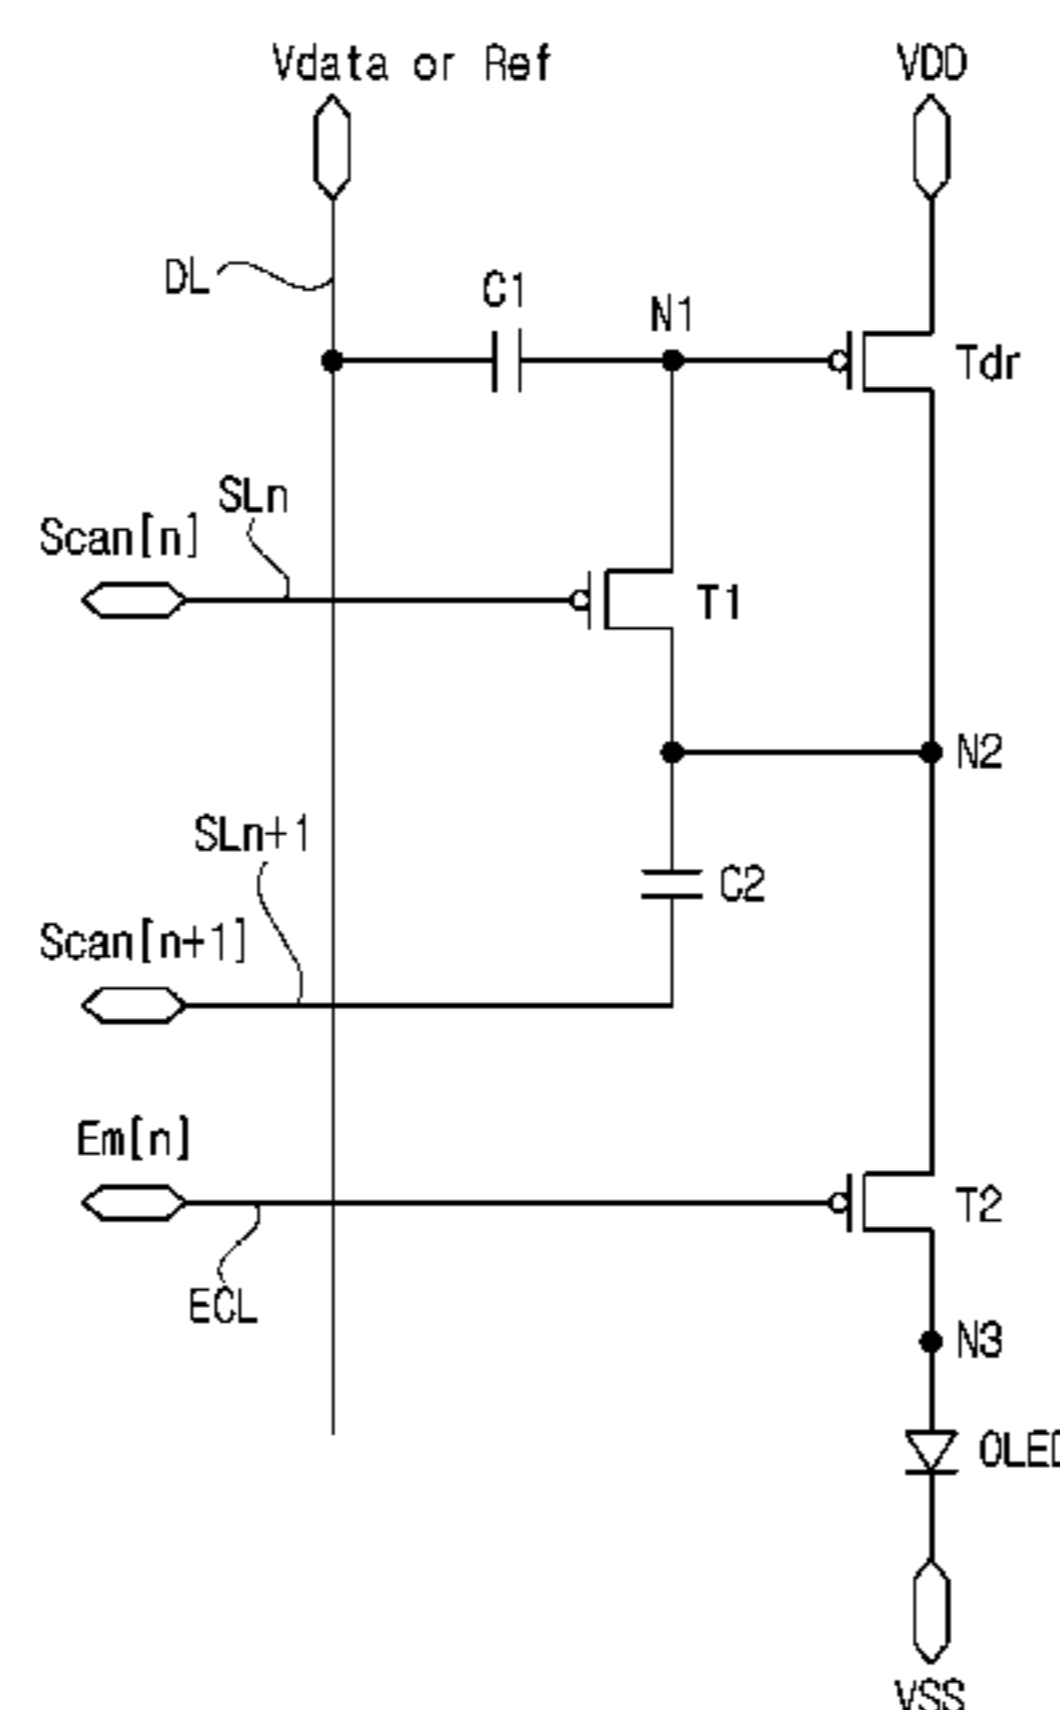 Vdata or Ref
VDD
DL
C1
N1
Tdr
SLn
Scan[n]
T1
N2
SLn+1
C2
Scan[n+1]
Em[n]
T2
ECL
N3
OLED
VSS